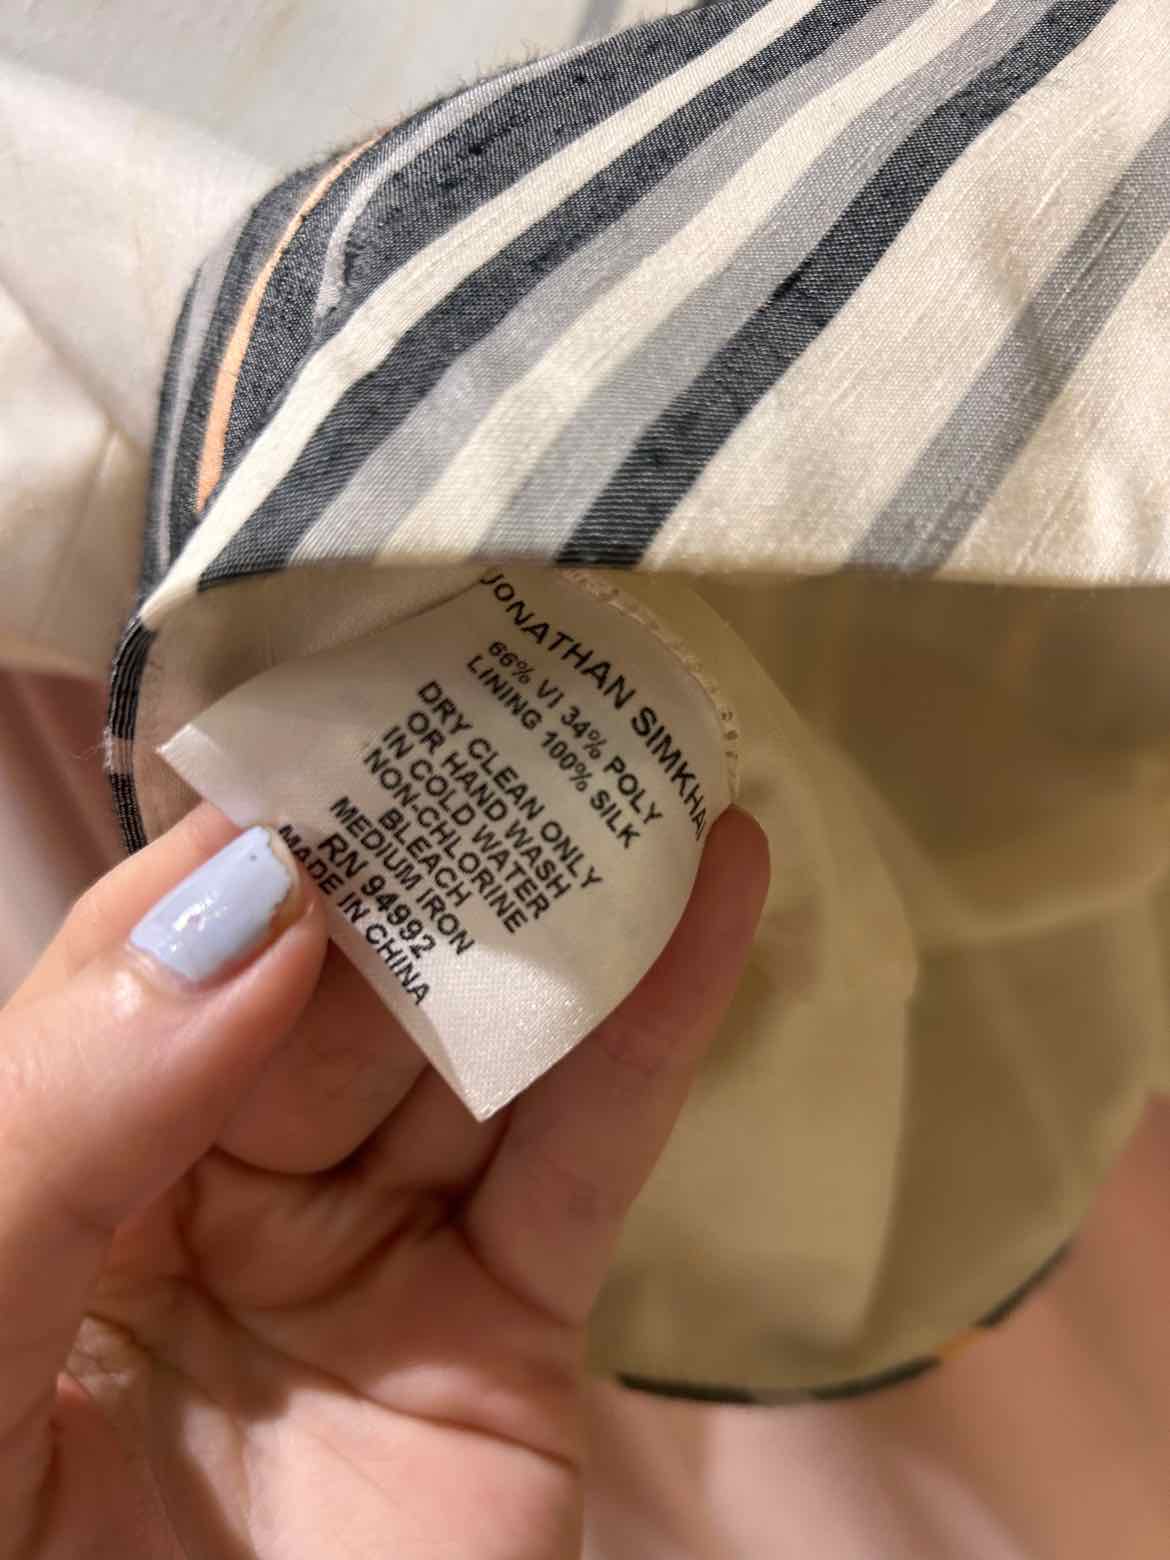 JONATHAN SIMKHAI
66% VI 34% POLY
LINING 100% SILK
DRY CLEAN ONLY
OR HAND WASH
IN COLD WATER
NON-CHLORINE
BLEACH
MEDIUM IRON
RN 94992
MADE IN CHINA